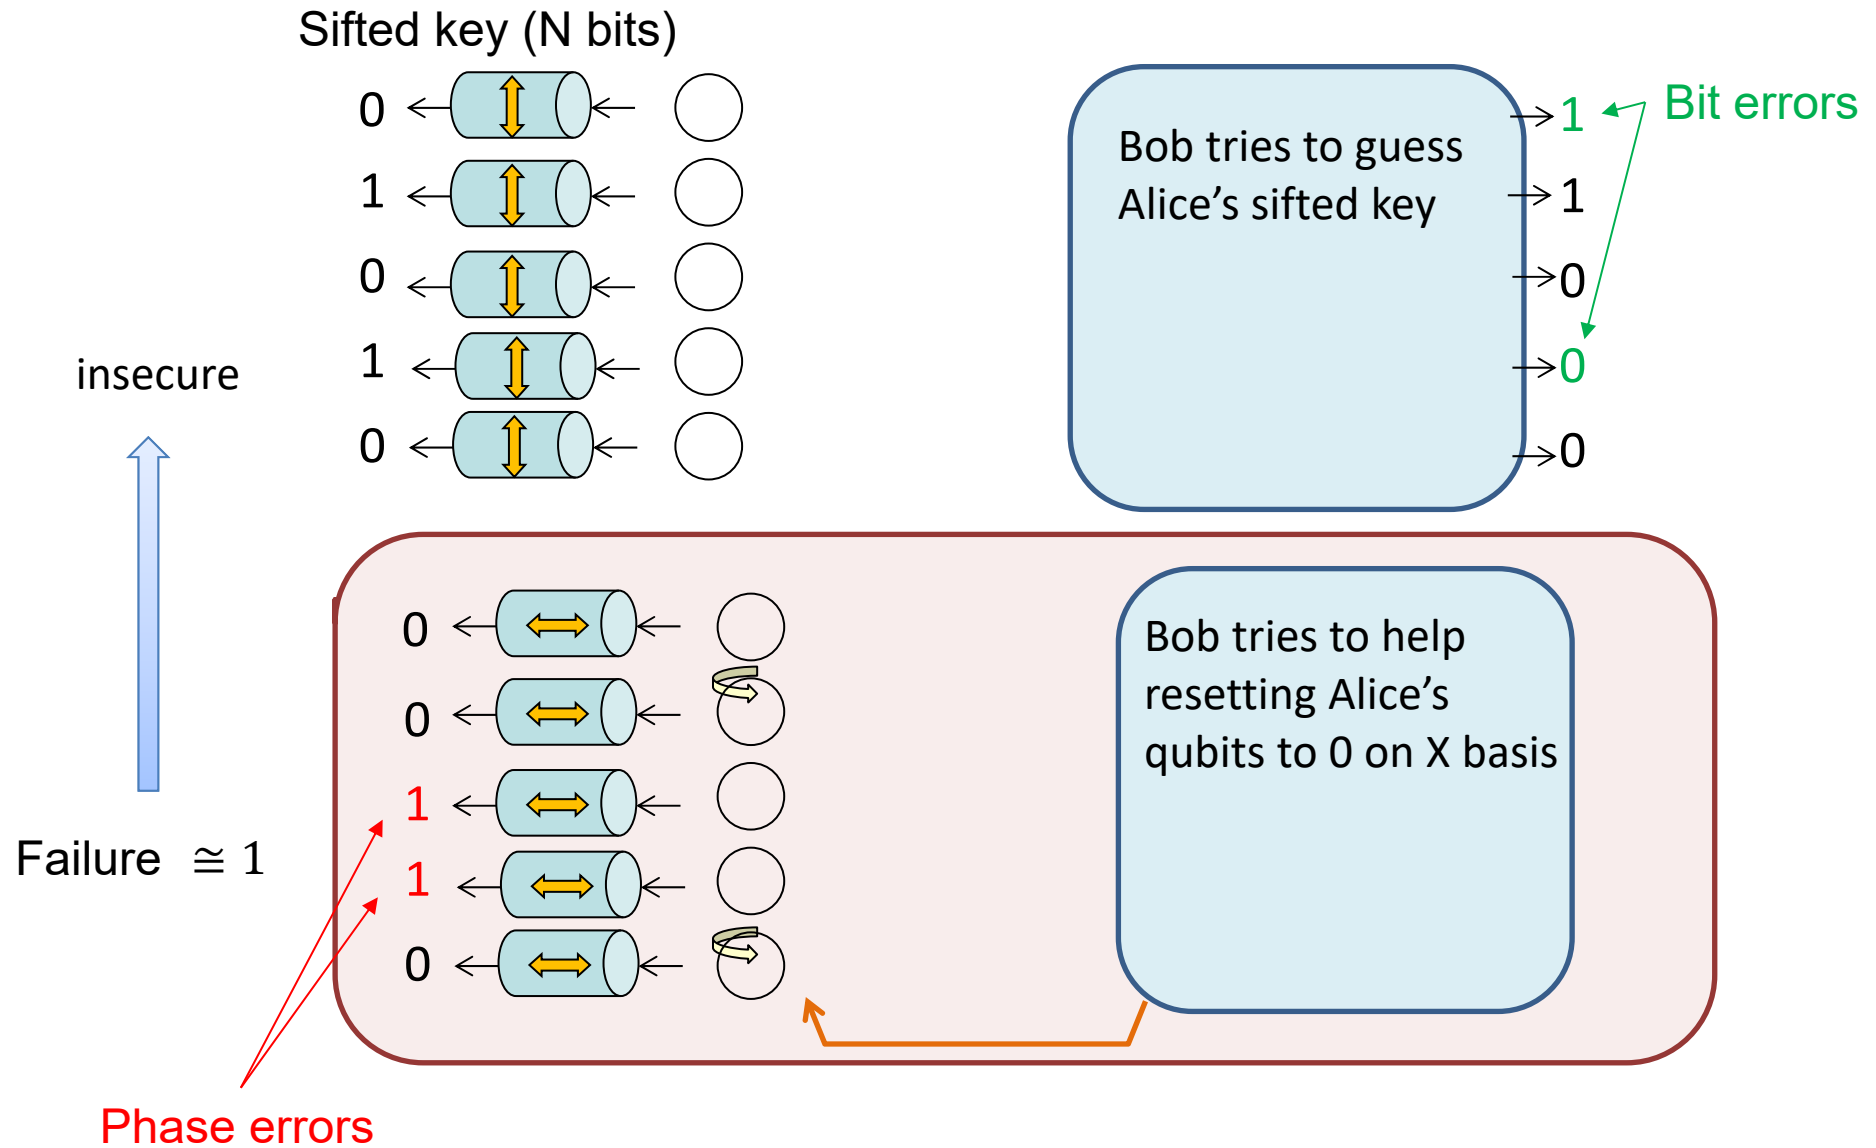 Sifted key (N bits)
0
1
0
1
0
Bob tries to guess
Alice’s sifted key
1
1
0
0
0
Bit errors
insecure
Failure ≅ 1
0
0
1
1
0
Bob tries to help
resetting Alice’s
qubits to 0 on X basis
Phase errors